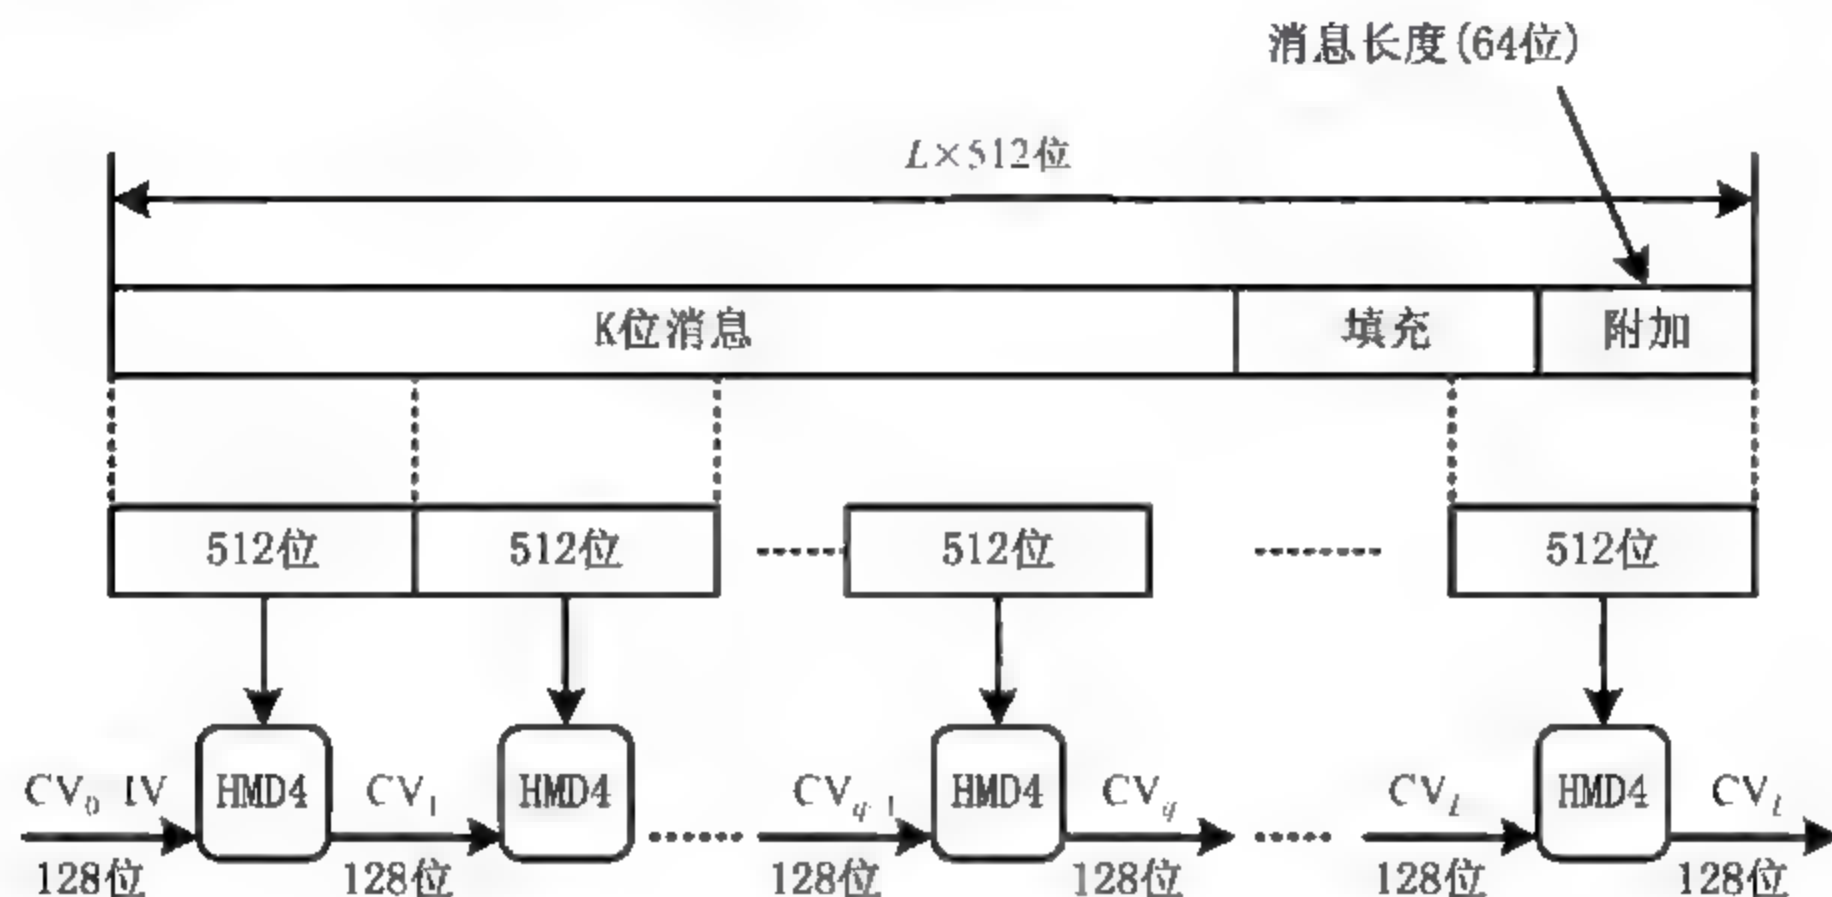 消息长度(64位)
L×512位
K位消息 填充 附加
512位 512位 512位 512位
HMD4 HMD4 HMD4 HMD4
CV₀ IV CV₁ CV_q 1 CV_q CV_L CV_L
128位 128位 128位 128位 128位 128位